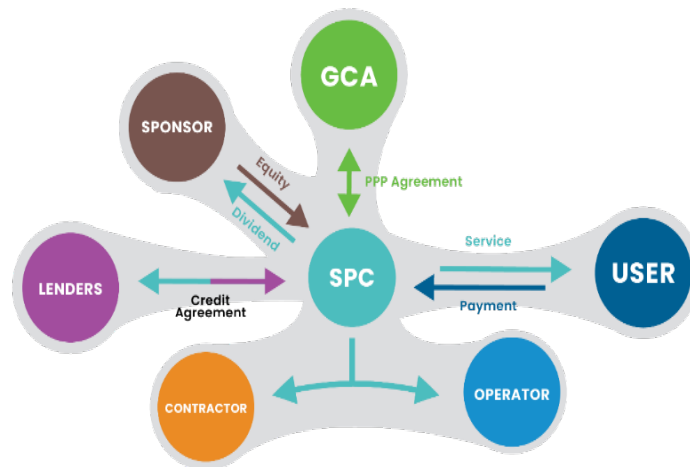 GCA
SPONSOR
Equity
Dividend
PPP Agreement
Service
SPC
USER
LENDERS
Credit
Agreement
Payment
CONTRACTOR
OPERATOR